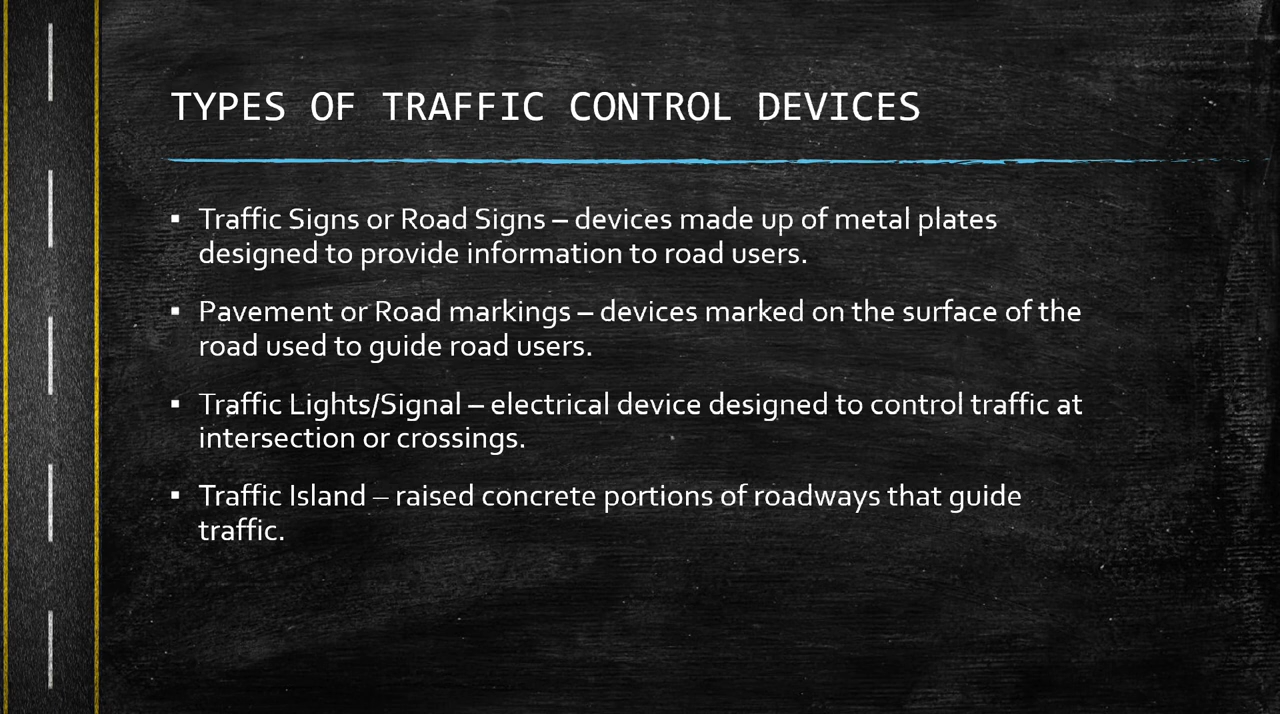 TYPES OF TRAFFIC CONTROL DEVICES
▪ Traffic Signs or Road Signs – devices made up of metal plates
designed to provide information to road users.
▪ Pavement or Road markings – devices marked on the surface of the
road used to guide road users.
▪ Traffic Lights/Signal – electrical device designed to control traffic at
intersection or crossings.
▪ Traffic Island – raised concrete portions of roadways that guide
traffic.